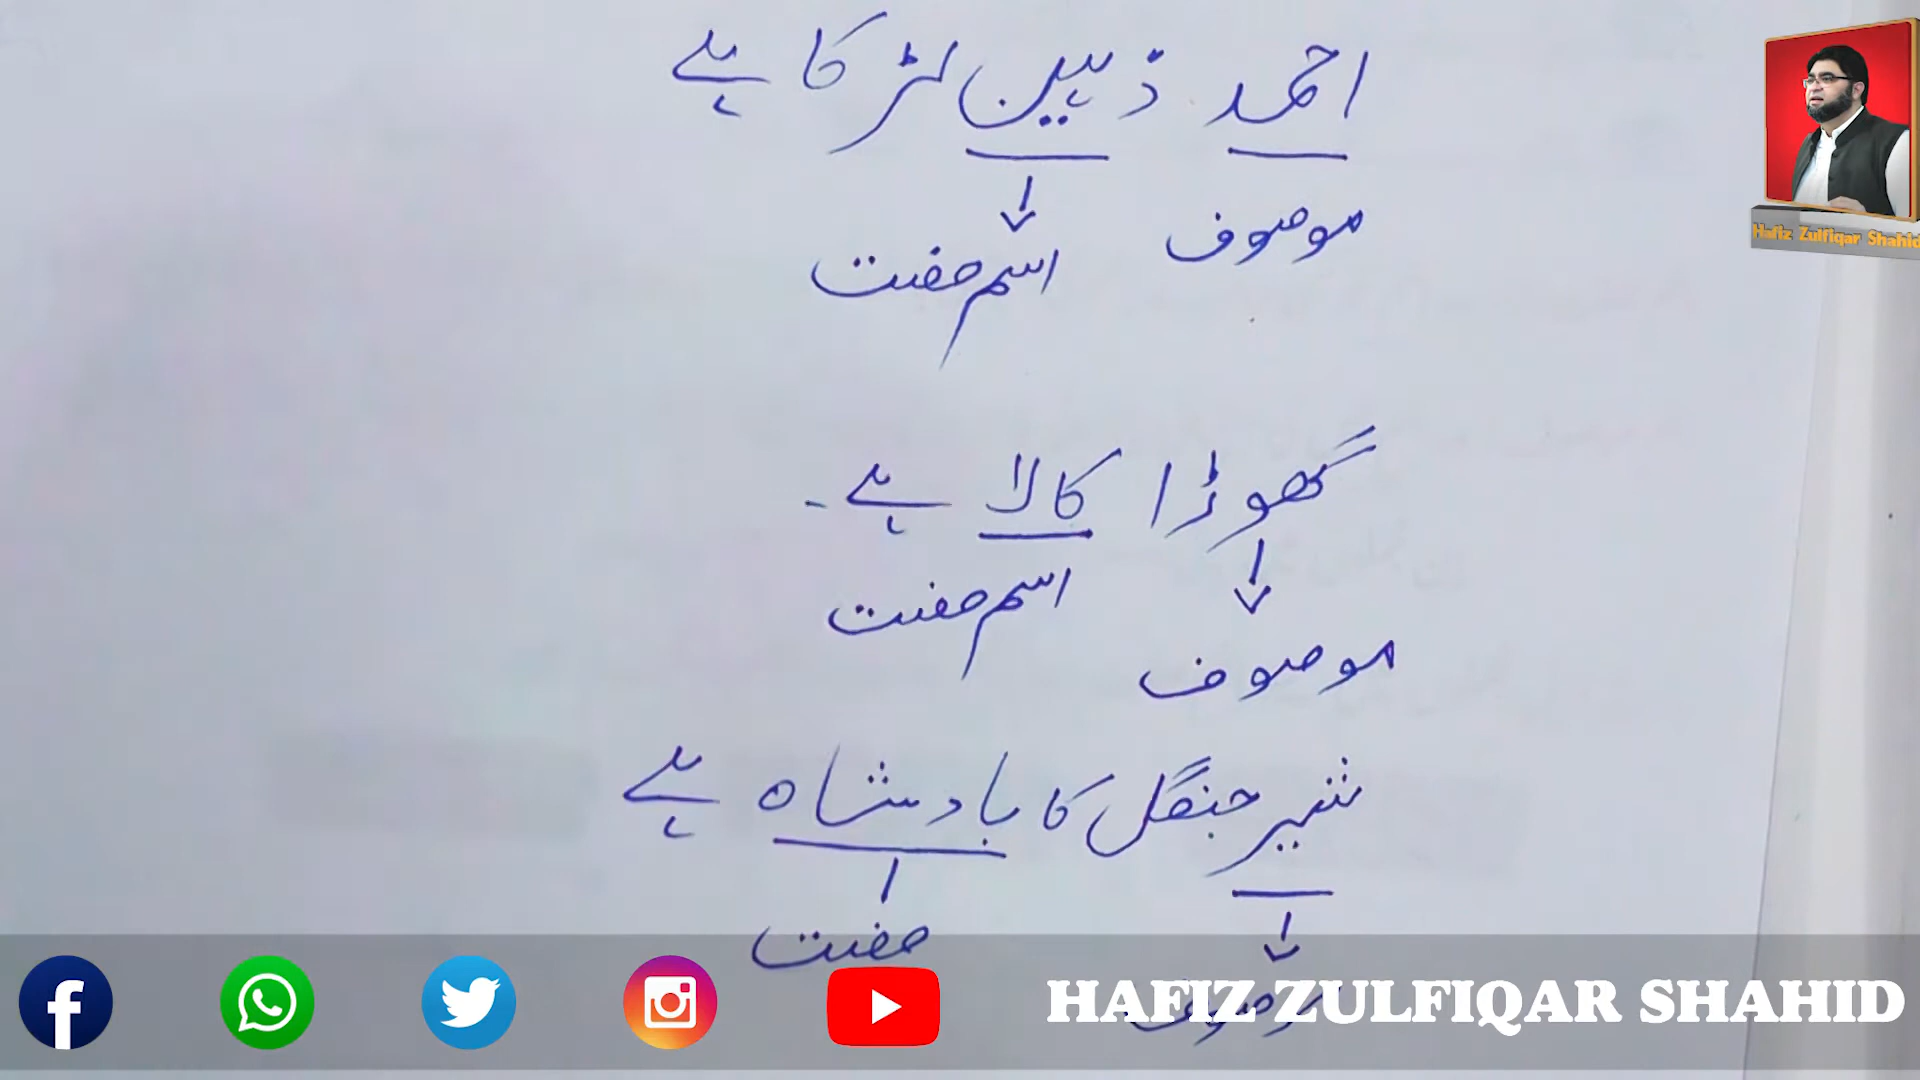 احمد ذہین لڑکا ہے
موصوف
اسم صفت
گھوڑا کالا ہے۔
اسم صفت
موصوف
شیر جنگل کا بادشاہ ہے
صفت
موصوف
Hafiz Zulfiqar Shahid
HAFIZ ZULFIQAR SHAHID